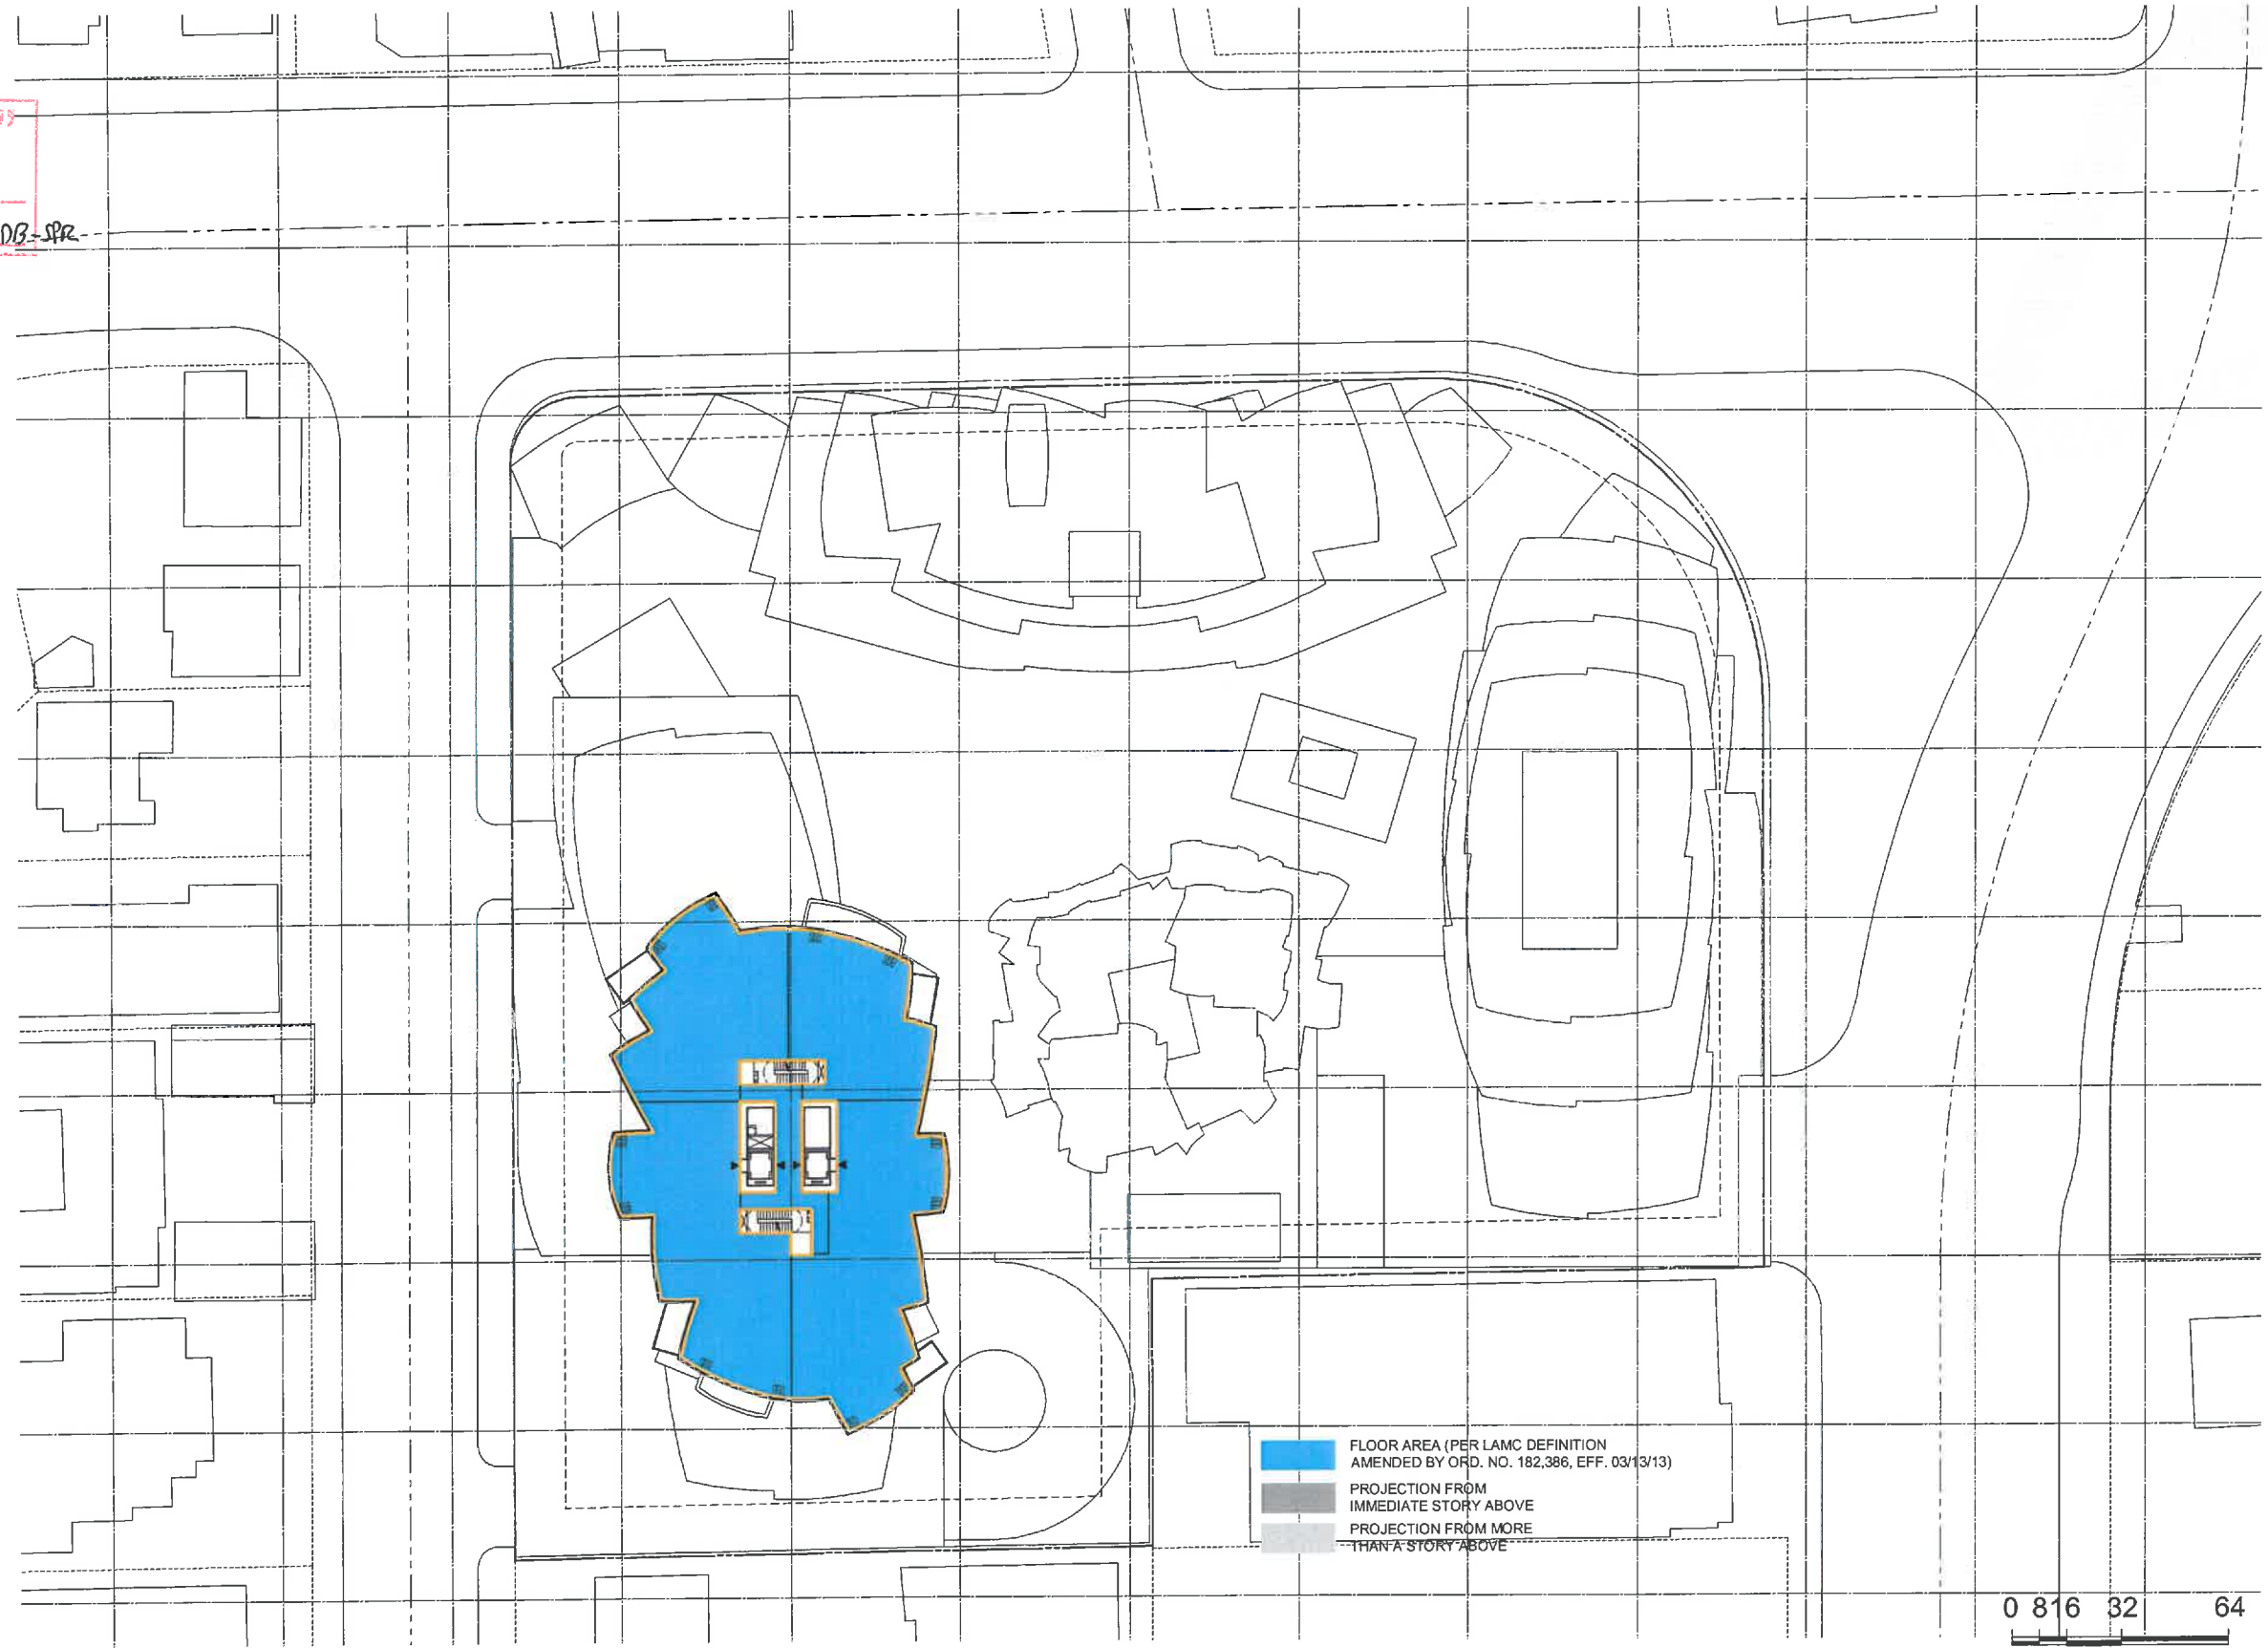 DB-SPR
FLOOR AREA (PER LAMC DEFINITION
AMENDED BY ORD. NO. 182,386, EFF. 03/13/13)
PROJECTION FROM
IMMEDIATE STORY ABOVE
PROJECTION FROM MORE
THAN A STORY ABOVE
0 8 16 32 64